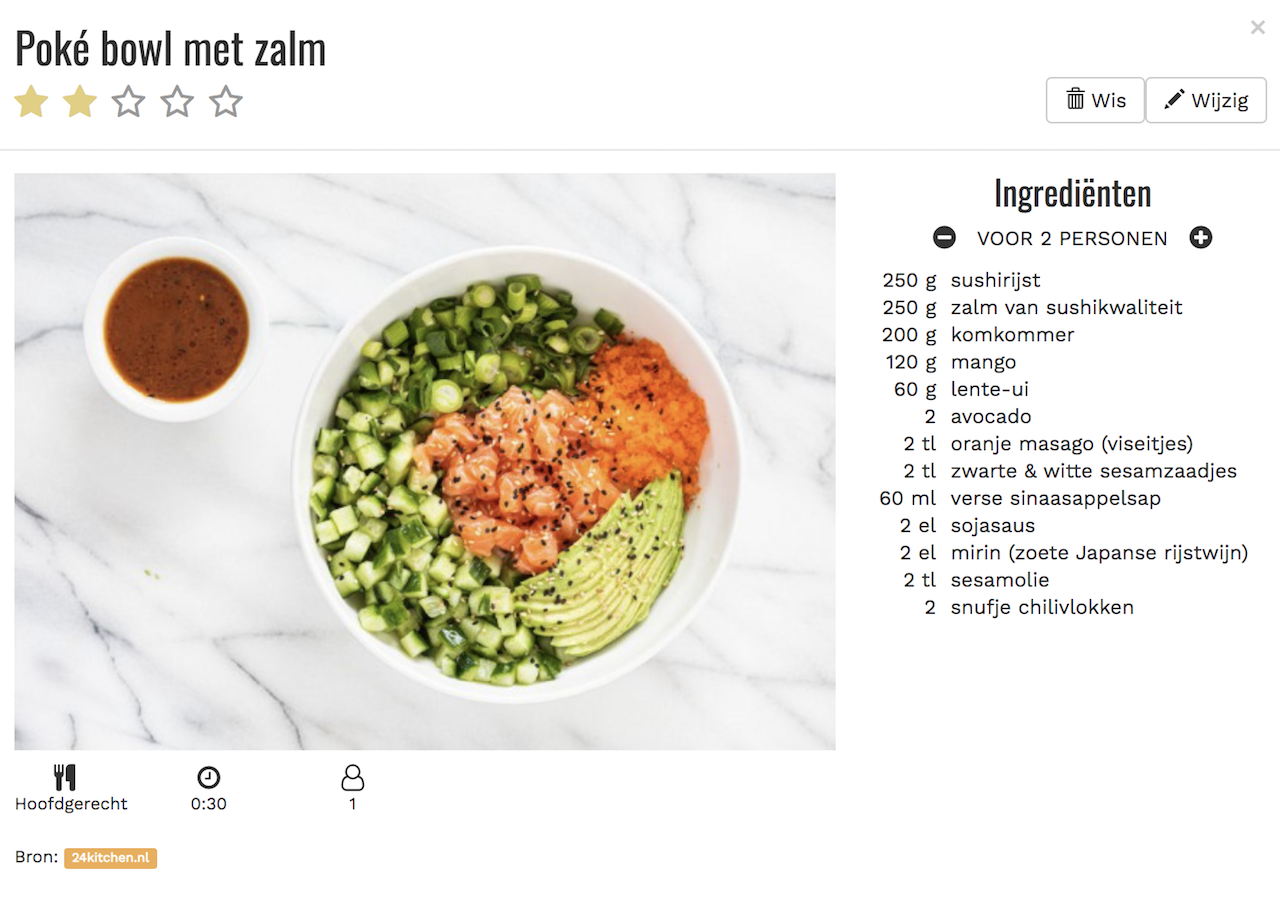 Poké bowl met zalm
×
Wis
Wijzig
Ingrediënten
VOOR 2 PERSONEN
250 g sushirijst
250 g zalm van sushikwaliteit
200 g komkommer
120 g mango
60 g lente-ui
2 avocado
2 tl oranje masago (viseitjes)
2 tl zwarte & witte sesamzaadjes
60 ml verse sinaasappelsap
2 el sojasaus
2 el mirin (zoete Japanse rijstwijn)
2 tl sesamolie
2 snufje chilivlokken
Hoofdgerecht
0:30
1
Bron: 24kitchen.nl